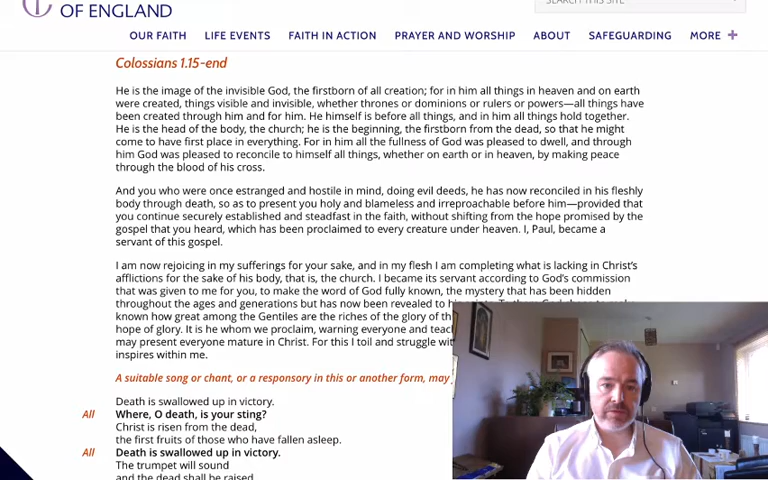 OF ENGLAND
SEARCH THIS SITE
OUR FAITH LIFE EVENTS FAITH IN ACTION PRAYER AND WORSHIP ABOUT SAFEGUARDING MORE +
Colossians 1.15-end
He is the image of the invisible God, the firstborn of all creation; for in him all things in heaven and on earth
were created, things visible and invisible, whether thrones or dominions or rulers or powers—all things have
been created through him and for him. He himself is before all things, and in him all things hold together.
He is the head of the body, the church; he is the beginning, the firstborn from the dead, so that he might
come to have first place in everything. For in him all the fullness of God was pleased to dwell, and through
him God was pleased to reconcile to himself all things, whether on earth or in heaven, by making peace
through the blood of his cross.
And you who were once estranged and hostile in mind, doing evil deeds, he has now reconciled in his fleshly
body through death, so as to present you holy and blameless and irreproachable before him—provided that
you continue securely established and steadfast in the faith, without shifting from the hope promised by the
gospel that you heard, which has been proclaimed to every creature under heaven. I, Paul, became a
servant of this gospel.
I am now rejoicing in my sufferings for your sake, and in my flesh I am completing what is lacking in Christ's
afflictions for the sake of his body, that is, the church. I became its servant according to God's commission
that was given to me for you, to make the word of God fully known, the mystery that has been hidden
throughout the ages and generations but has now been revealed to
known how great among the Gentiles are the riches of the glory of
hope of glory. It is he whom we proclaim, warning everyone and
may present everyone mature in Christ. For this I toil and struggle
inspires within me.
A suitable song or chant, or a responsory in this or another form, may
Death is swallowed up in victory.
All Where, O death, is your sting?
Christ is risen from the dead,
the first fruits of those who have fallen asleep.
All Death is swallowed up in victory.
The trumpet will sound
and the dead shall be raised